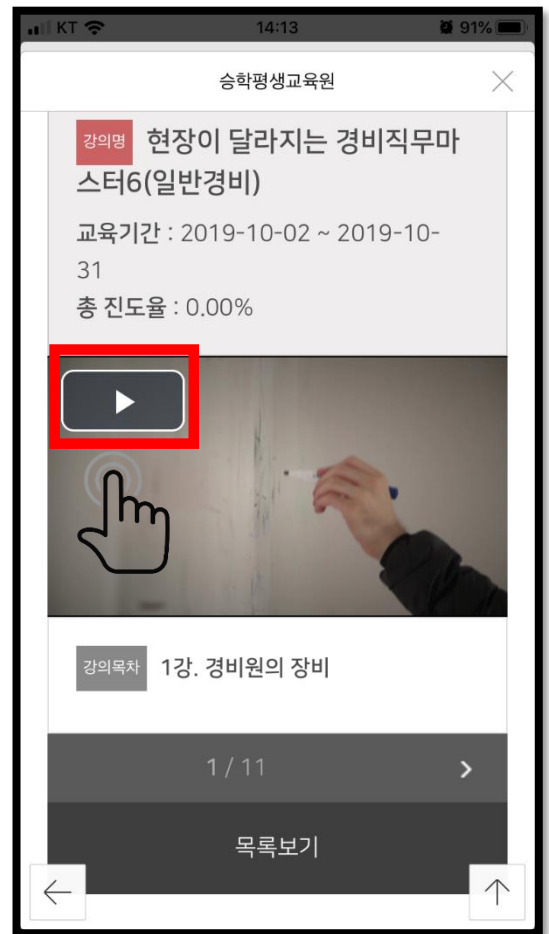 KT 14:13 91%
승학평생교육원
강의명 현장이 달라지는 경비직무마
스터6(일반경비)
교육기간 : 2019-10-02 ~ 2019-10-
31
총 진도율 : 0.00%
강의목차 1강. 경비원의 장비
1 / 11
목록보기